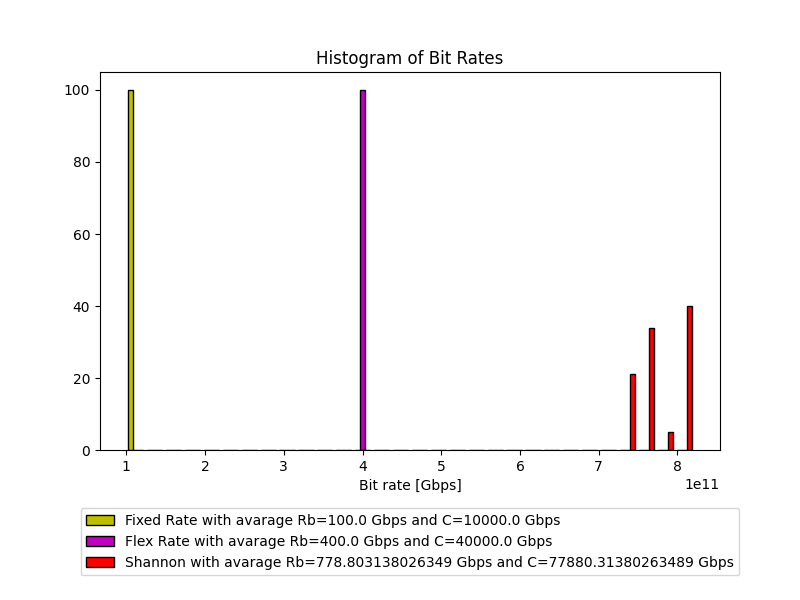 Histogram of Bit Rates
100
80
60
40
20
0
1 2 3 4 5 6 7 8
1e11
Bit rate [Gbps]
Fixed Rate with avarage Rb=100.0 Gbps and C=10000.0 Gbps
Flex Rate with avarage Rb=400.0 Gbps and C=40000.0 Gbps
Shannon with avarage Rb=778.803138026349 Gbps and C=77880.31380263489 Gbps